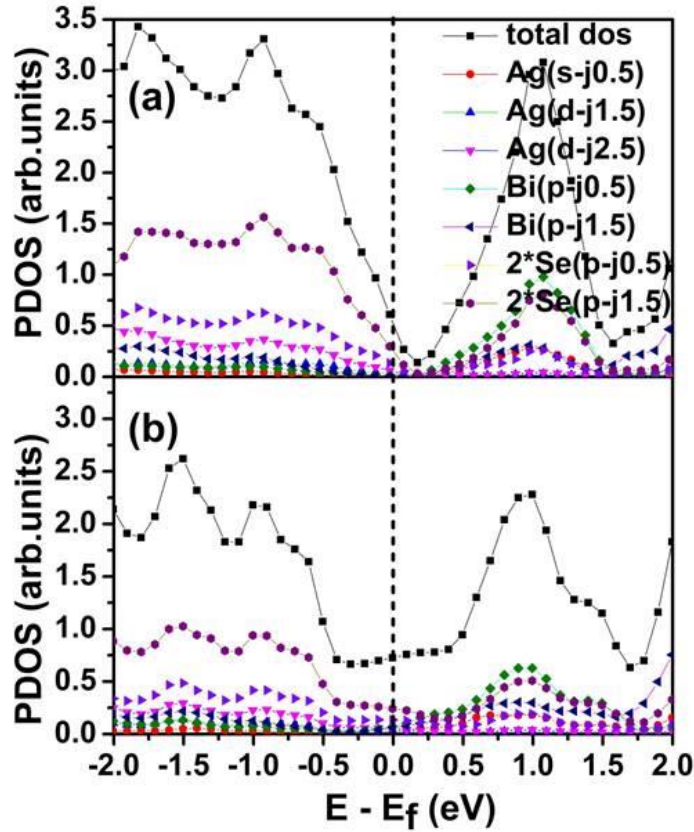 3.5
3.0
2.5
2.0
1.5
1.0
0.5
0.0
PDOS (arb.units)
(a)
total dos
Ag(s-j0.5)
Ag(d-j1.5)
Ag(d-j2.5)
Bi(p-j0.5)
Bi(p-j1.5)
2*Se(p-j0.5)
2*Se(p-j1.5)
3.0
2.5
2.0
1.5
1.0
0.5
0.0
PDOS (arb.units)
(b)
-2.0 -1.5 -1.0 -0.5 0.0 0.5 1.0 1.5 2.0
E - Ef (eV)